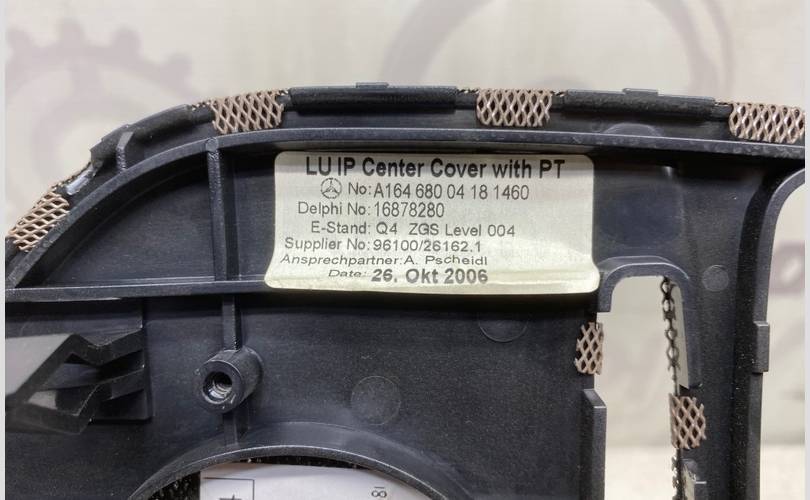 LU IP Center Cover with PT
No: A164 680 04 18 1460
Delphi No: 16878280
E-Stand: Q4 ZGS Level 004
Supplier No: 96100/26162.1
Ansprechpartner: A. Pscheidl
Date: 26. Okt 2006